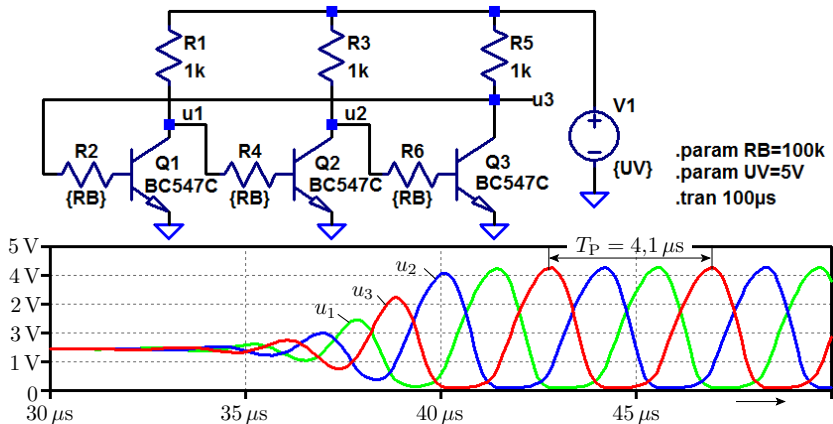 R1
1k
R3
1k
R5
1k
u1
u2
u3
V1
R2
{RB}
Q1
BC547C
R4
{RB}
Q2
BC547C
R6
{RB}
Q3
BC547C
{UV}
.param RB=100k
.param UV=5V
.tran 100µs
5 V
4 V
2 V
3 V
1 V
0
u₁
u₃
u₂
T_P = 4,1 µs
30 µs
35 µs
40 µs
45 µs